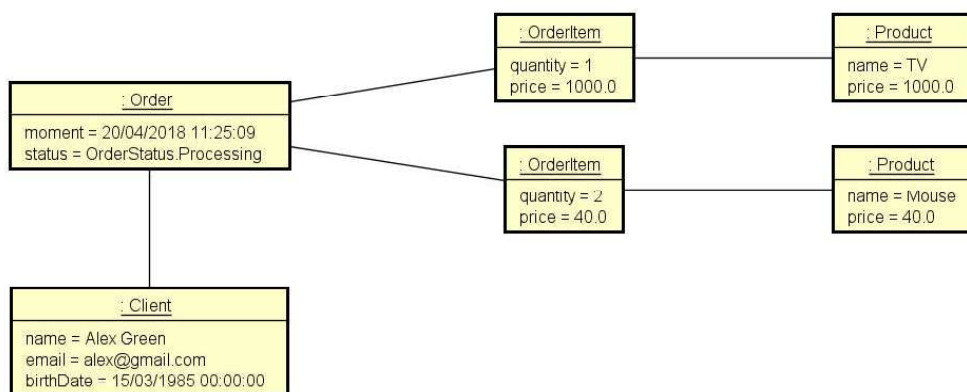 : OrderItem
quantity = 1
price = 1000.0
: Product
name = TV
price = 1000.0
: Order
moment = 20/04/2018 11:25:09
status = OrderStatus.Processing
: OrderItem
quantity = 2
price = 40.0
: Product
name = Mouse
price = 40.0
: Client
name = Alex Green
email = alex@gmail.com
birthDate = 15/03/1985 00:00:00